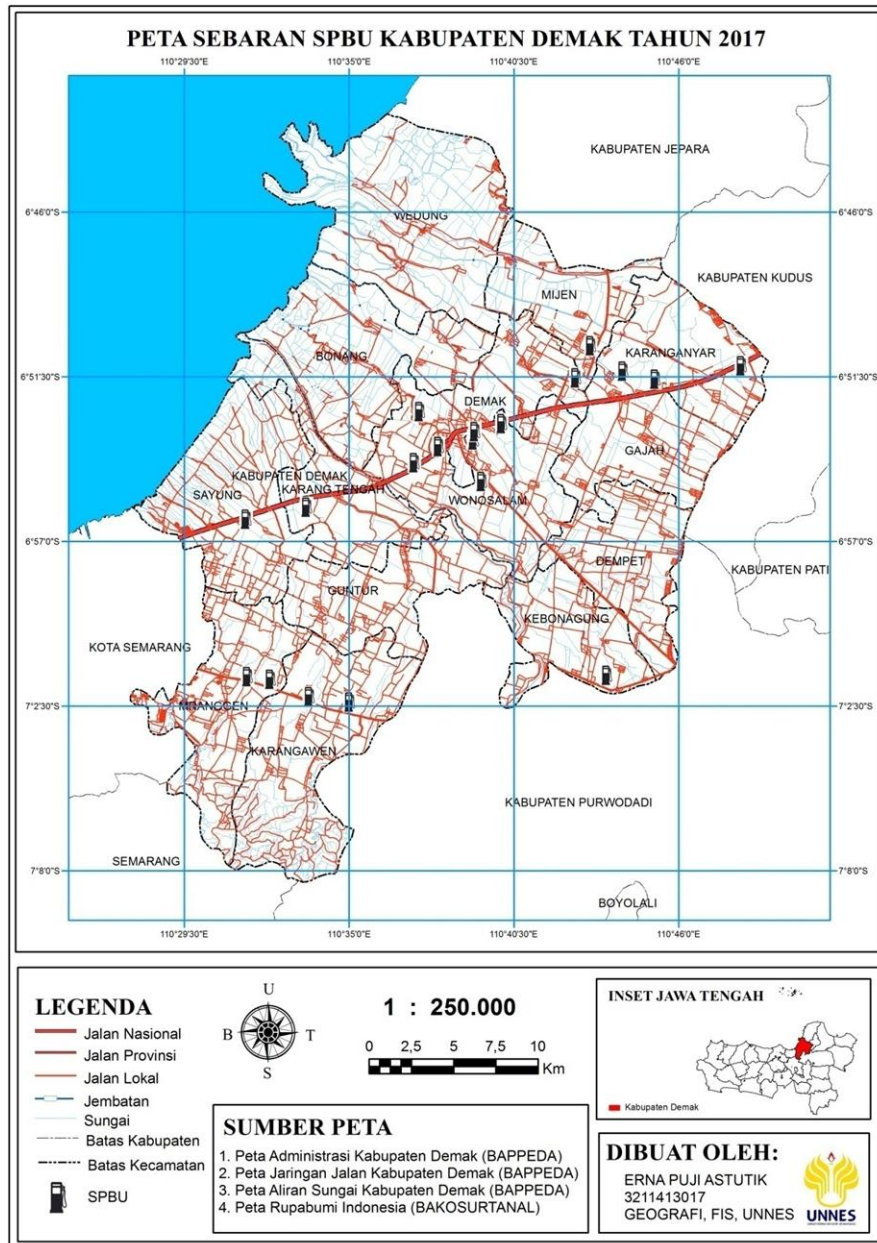 PETA SEBARAN SPBU KABUPATEN DEMAK TAHUN 2017
110°29'30"E 110°35'0"E 110°40'30"E 110°46'0"E
KABUPATEN JEPARA
6°46'0"S 6°46'0"S
WEDUNG
KABUPATEN KUDUS
MIJEN
BONANG
KARANGANYAR
6°51'30"S 6°51'30"S
DEMAK
GAJAH
KABUPATEN DEMAK
SAYUNG KARANG TENGAH
WONOSALAM
6°57'0"S 6°57'0"S
DEMPET
KABUPATEN PATI
GUNTUR
KEBONAGUNG
KOTA SEMARANG
7°2'30"S MRANGGEN 7°2'30"S
KARANGAWEN
KABUPATEN PURWODADI
SEMARANG
7°8'0"S 7°8'0"S
BOYOLALI
110°29'30"E 110°35'0"E 110°40'30"E 110°46'0"E
LEGENDA
Jalan Nasional
Jalan Provinsi
Jalan Lokal
Jembatan
Sungai
Batas Kabupaten
Batas Kecamatan
SPBU
U
B T
S
1 : 250.000
0 2,5 5 7,5 10
Km
SUMBER PETA
1. Peta Administrasi Kabupaten Demak (BAPPEDA)
2. Peta Jaringan Jalan Kabupaten Demak (BAPPEDA)
3. Peta Aliran Sungai Kabupaten Demak (BAPPEDA)
4. Peta Rupabumi Indonesia (BAKOSURTANAL)
INSET JAWA TENGAH
Kabupaten Demak
DIBUAT OLEH:
ERNA PUJI ASTUTIK
3211413017
GEOGRAFI, FIS, UNNES
UNNES